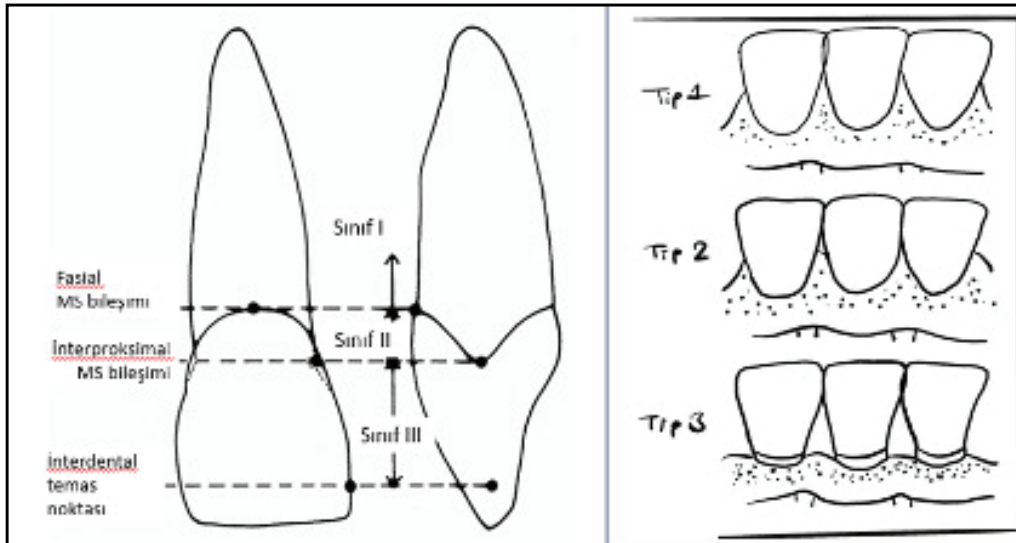 Sınıf I
Fasial
MS bileşimi
Sınıf II
İnterproksimal
MS bileşimi
Sınıf III
İnterdental
temas
noktası
Tip 1
Tip 2
Tip 3